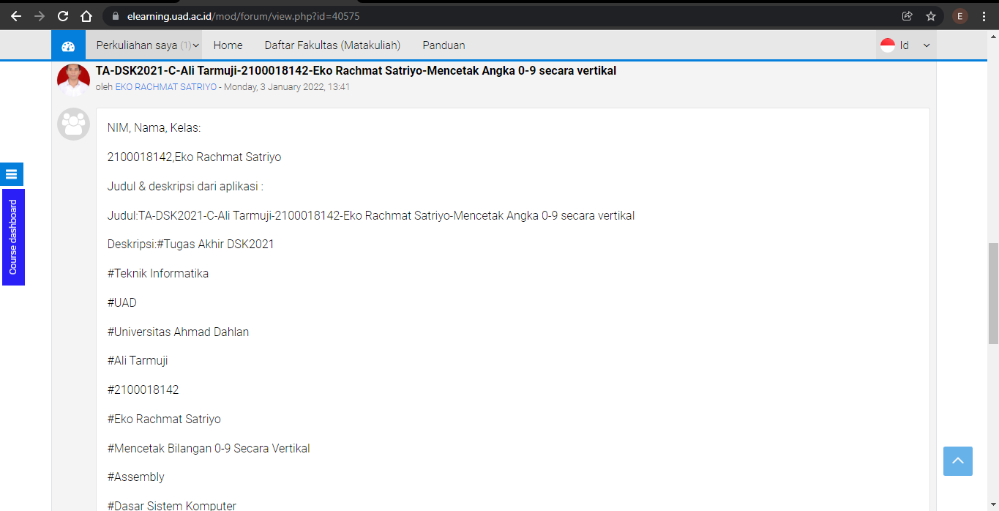 elearning.uad.ac.id/mod/forum/view.php?id=40575
E
Perkuliahan saya (1)
Home
Daftar Fakultas (Matakuliah)
Panduan
Id
TA-DSK2021-C-Ali Tarmuji-2100018142-Eko Rachmat Satriyo-Mencetak Angka 0-9 secara vertikal
oleh EKO RACHMAT SATRIYO - Monday, 3 January 2022, 13:41
NIM, Nama, Kelas:
2100018142,Eko Rachmat Satriyo
Judul & deskripsi dari aplikasi :
Judul:TA-DSK2021-C-Ali Tarmuji-2100018142-Eko Rachmat Satriyo-Mencetak Angka 0-9 secara vertikal
Deskripsi:#Tugas Akhir DSK2021
#Teknik Informatika
#UAD
#Universitas Ahmad Dahlan
#Ali Tarmuji
#2100018142
#Eko Rachmat Satriyo
#Mencetak Bilangan 0-9 Secara Vertikal
#Assembly
#Dasar Sistem Komputer
Course dashboard